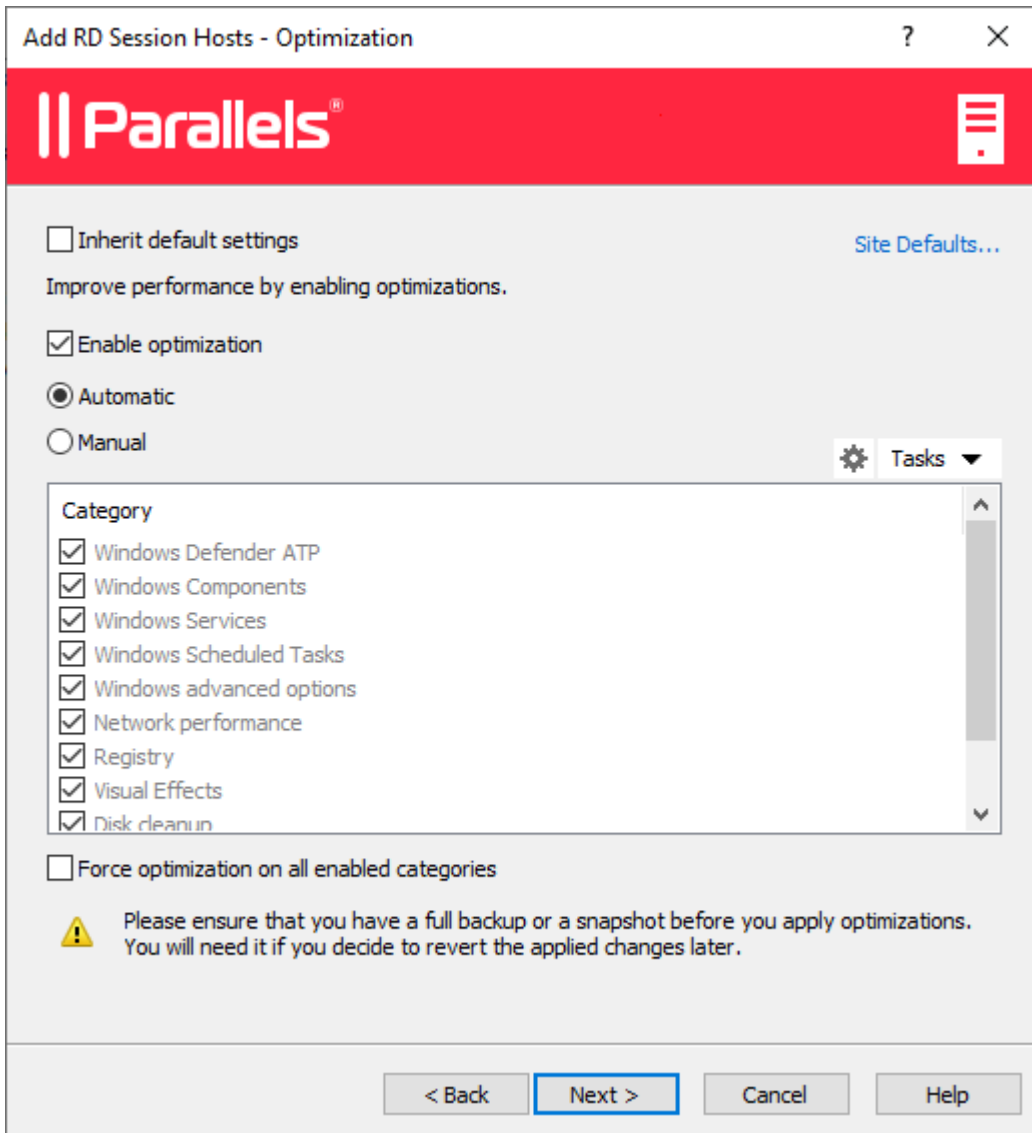 Add RD Session Hosts - Optimization ?
Parallels®
Inherit default settings
Site Defaults...
Improve performance by enabling optimizations.
Enable optimization
Automatic
Manual
Tasks
Category
Windows Defender ATP
Windows Components
Windows Services
Windows Scheduled Tasks
Windows advanced options
Network performance
Registry
Visual Effects
Disk cleanup
Force optimization on all enabled categories
Please ensure that you have a full backup or a snapshot before you apply optimizations.
You will need it if you decide to revert the applied changes later.
< Back Next > Cancel Help